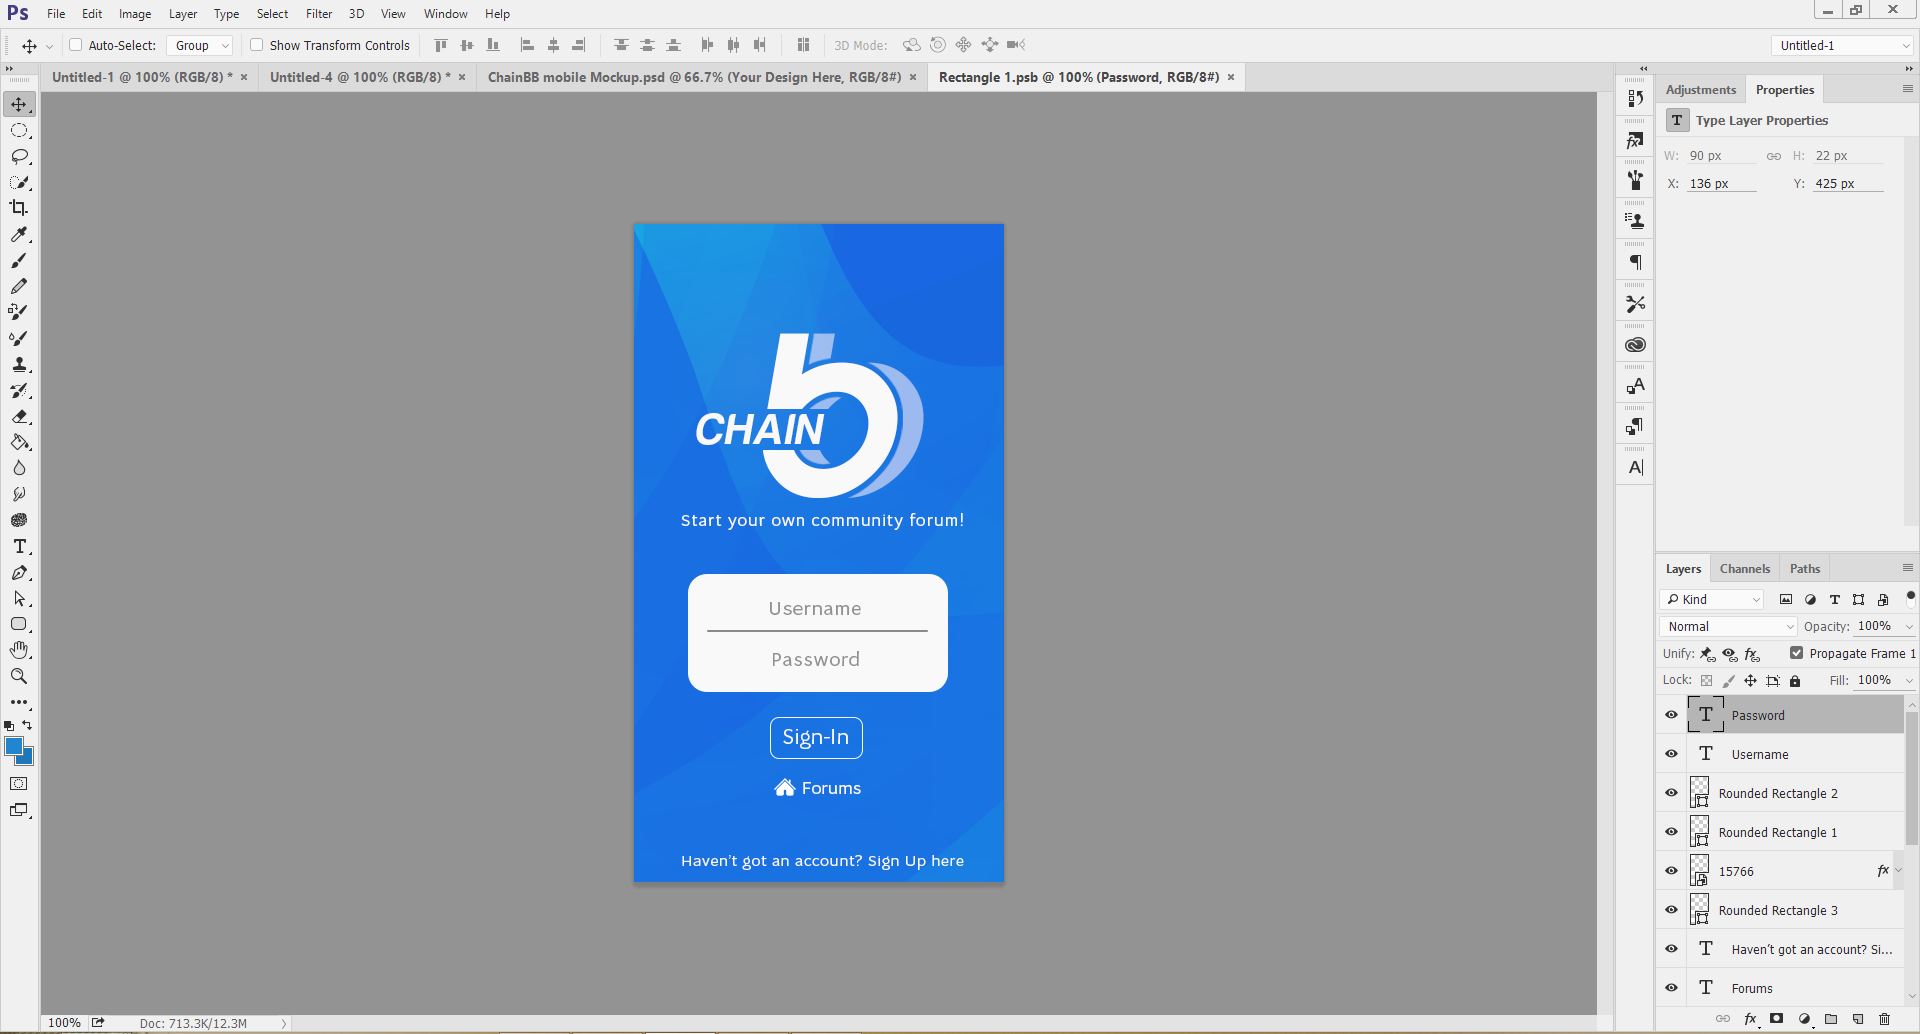 Ps File Edit Image Layer Type Select Filter 3D View Window Help
Auto-Select: Group Show Transform Controls 3D Mode: Untitled-1
Untitled-1 @ 100% (RGB/8) * × Untitled-4 @ 100% (RGB/8) * × ChainBB mobile Mockup.psd @ 66.7% (Your Design Here, RGB/8#) × Rectangle 1.psb @ 100% (Password, RGB/8#) ×
Adjustments Properties
T Type Layer Properties
W: 90 px H: 22 px
X: 136 px Y: 425 px
b
CHAIN
Start your own community forum!
Username
Password
Sign-In
Forums
Haven't got an account? Sign Up here
Layers Channels Paths
Kind
Normal Opacity: 100%
Unify: Propagate Frame 1
Lock: Fill: 100%
T Password
T Username
Rounded Rectangle 2
Rounded Rectangle 1
15766 fx
Rounded Rectangle 3
T Haven't got an account? Si...
T Forums
100% Doc: 713.3K/12.3M